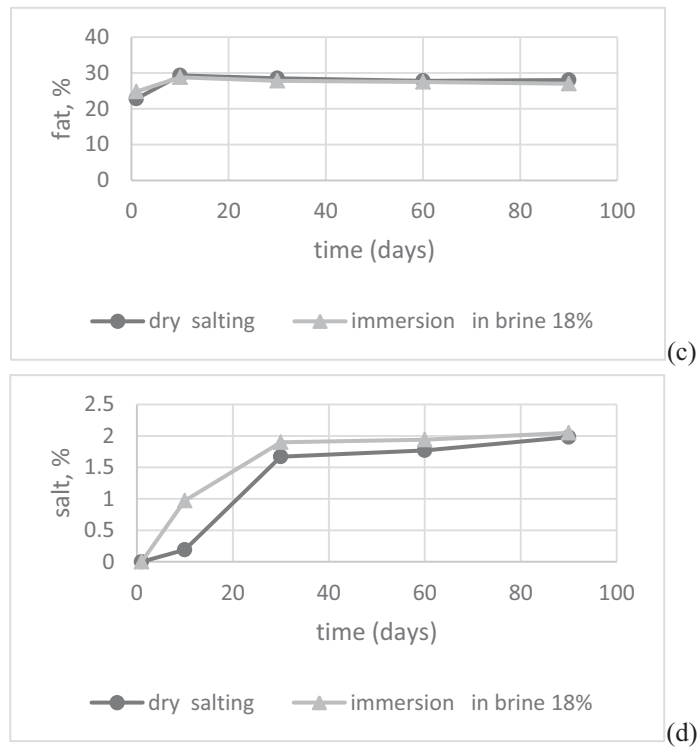 40
30
20
10
0
fat, %
0 20 40 60 80 100
time (days)
dry salting immersion in brine 18%
(c)
2.5
2
1.5
1
0.5
0
salt, %
0 20 40 60 80 100
time (days)
dry salting immersion in brine 18%
(d)